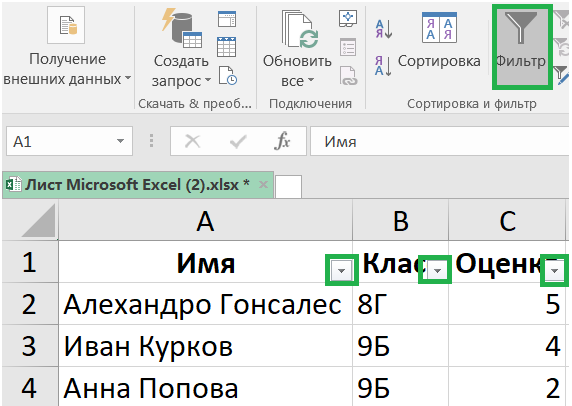 Получение
внешних данных
Создать
запрос
Обновить
все
Сортировка
Фильтр
Скачать & преоб...
Подключения
Сортировка и фильтр
A1
fx
Имя
Лист Microsoft Excel (2).xlsx *
A B C
1 Имя Клас Оценк
2 Алехандро Гонсалес 8Г 5
3 Иван Курков 9Б 4
4 Анна Попова 9Б 2